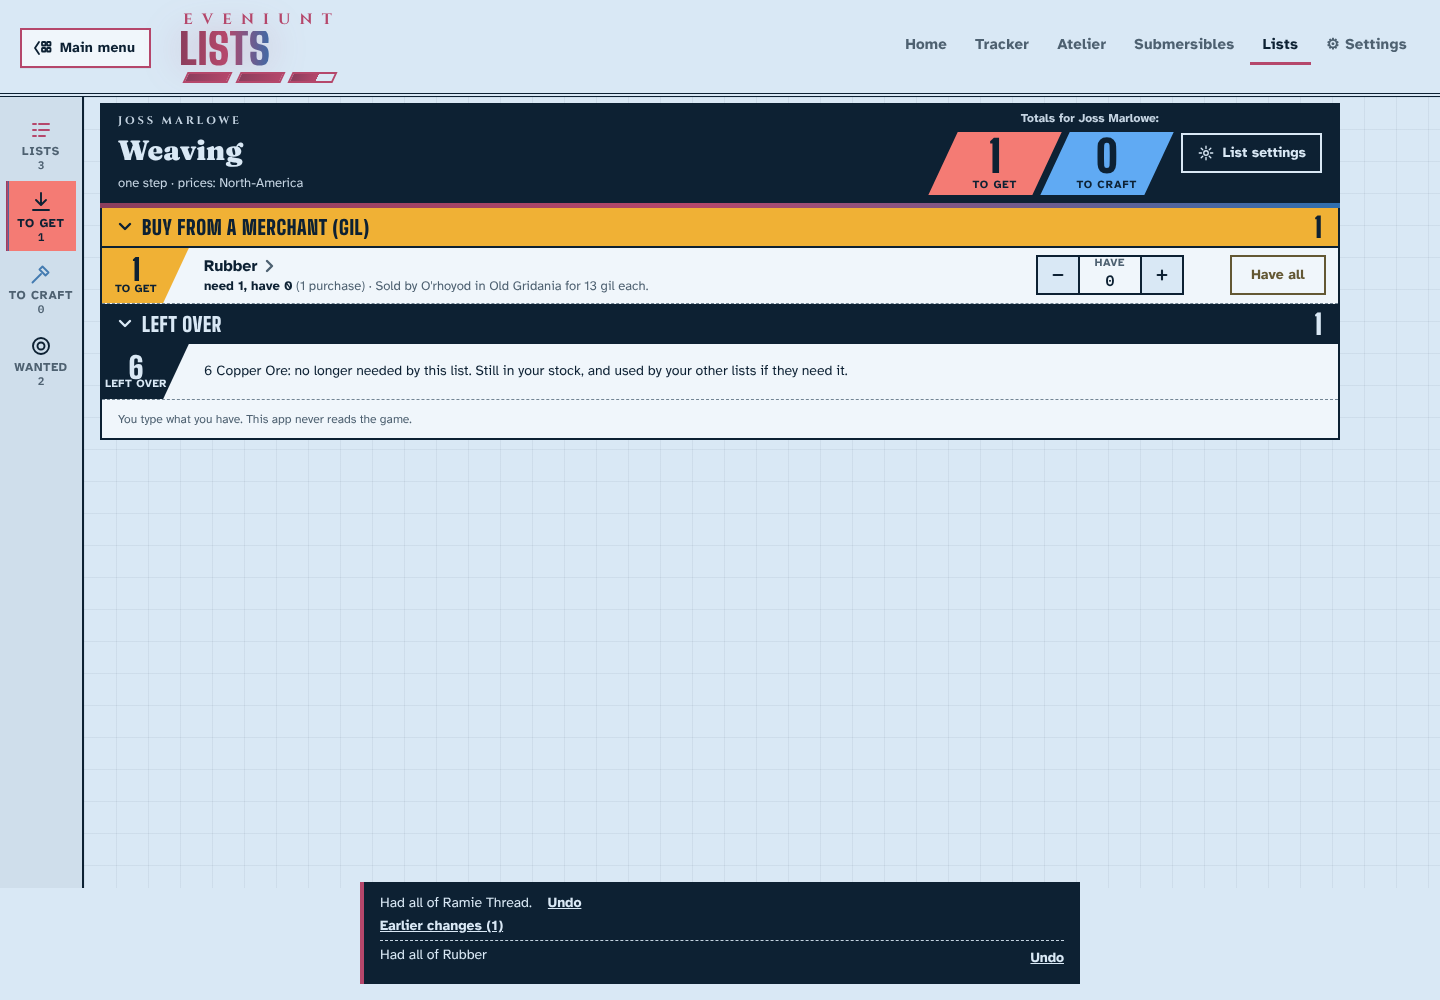 Main menu
EVENIUNT
LISTS
Home
Tracker
Atelier
Submersibles
Lists
⚙ Settings
LISTS
3
TO GET
1
TO CRAFT
0
WANTED
2
JOSS MARLOWE
Weaving
one step · prices: North-America
Totals for Joss Marlowe:
1
TO GET
0
TO CRAFT
List settings
BUY FROM A MERCHANT (GIL)
1
1
TO GET
Rubber
need 1, have 0 (1 purchase) · Sold by O'rhoyod in Old Gridania for 13 gil each.
−
HAVE
0
+
Have all
LEFT OVER
1
6
LEFT OVER
6 Copper Ore: no longer needed by this list. Still in your stock, and used by your other lists if they need it.
You type what you have. This app never reads the game.
Had all of Ramie Thread. Undo
Earlier changes (1)
Had all of Rubber
Undo